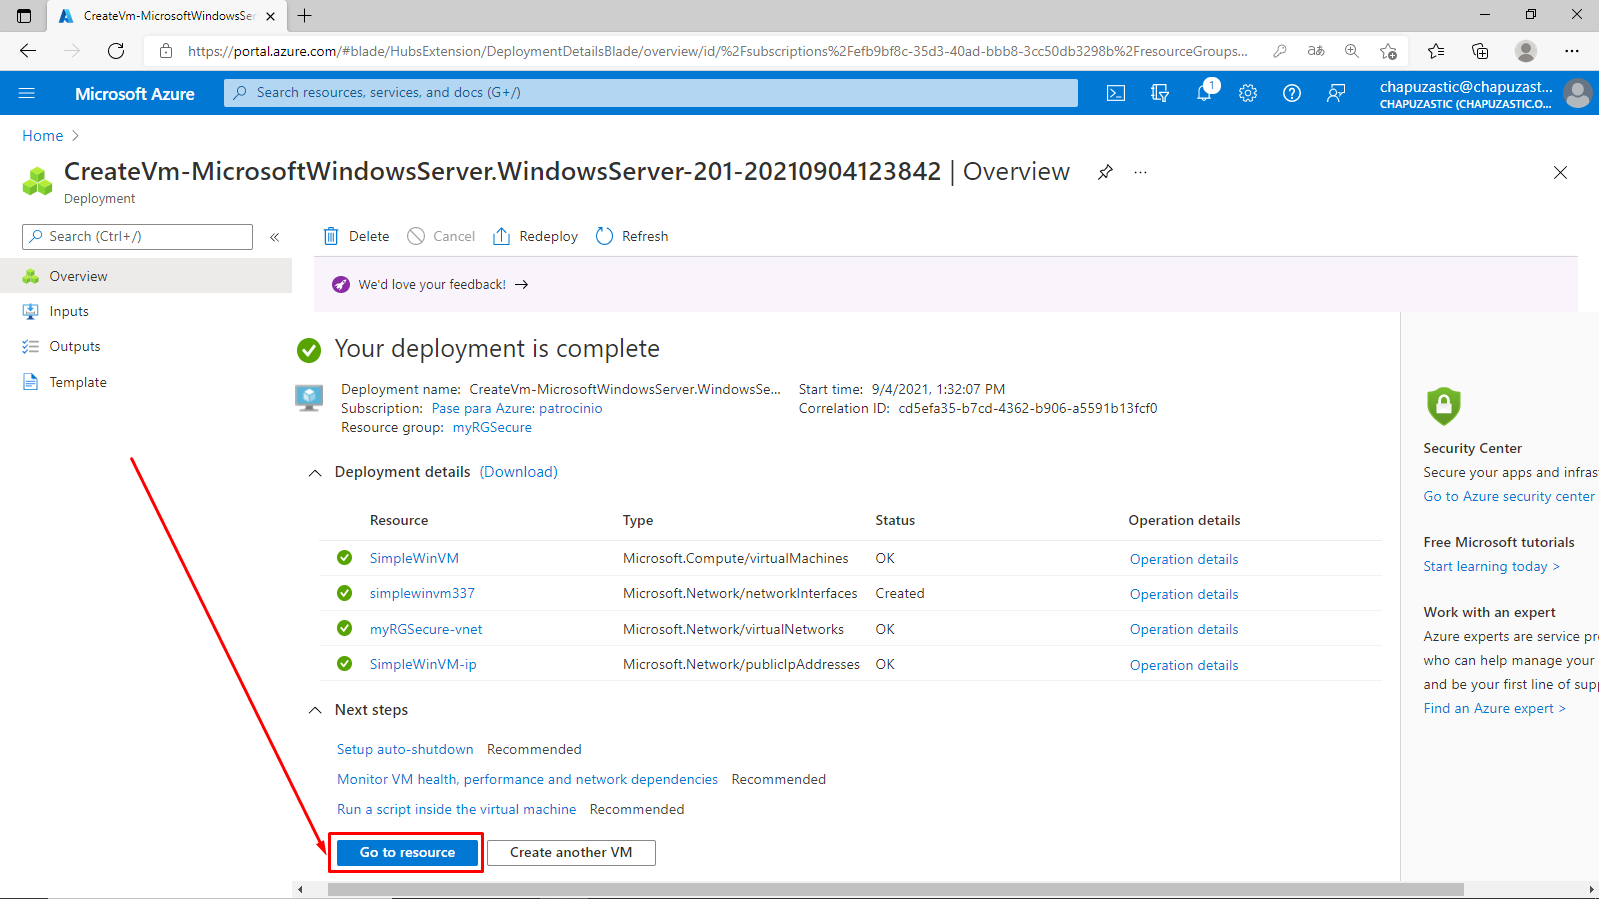 CreateVm-MicrosoftWindowsSer
https://portal.azure.com/#blade/HubsExtension/DeploymentDetailsBlade/overview/id/%2Fsubscriptions%2Fefb9bf8c-35d3-40ad-bbb8-3cc50db3298b%2FresourceGroups...
Microsoft Azure
Search resources, services, and docs (G+/)
1
chapuzastic@chapuzast...
CHAPUZASTIC (CHAPUZASTIC.O...
Home >
CreateVm-MicrosoftWindowsServer.WindowsServer-201-20210904123842 | Overview
Deployment
Search (Ctrl+/)
Delete
Cancel
Redeploy
Refresh
Overview
Inputs
Outputs
Template
We'd love your feedback! →
Your deployment is complete
Deployment name: CreateVm-MicrosoftWindowsServer.WindowsSe...
Subscription: Pase para Azure: patrocinio
Resource group: myRGSecure
Start time: 9/4/2021, 1:32:07 PM
Correlation ID: cd5efa35-b7cd-4362-b906-a5591b13fcf0
Deployment details (Download)
Resource Type Status Operation details
SimpleWinVM Microsoft.Compute/virtualMachines OK Operation details
simplewinvm337 Microsoft.Network/networkInterfaces Created Operation details
myRGSecure-vnet Microsoft.Network/virtualNetworks OK Operation details
SimpleWinVM-ip Microsoft.Network/publicIpAddresses OK Operation details
Next steps
Setup auto-shutdown Recommended
Monitor VM health, performance and network dependencies Recommended
Run a script inside the virtual machine Recommended
Go to resource
Create another VM
Security Center
Secure your apps and infras
Go to Azure security center
Free Microsoft tutorials
Start learning today >
Work with an expert
Azure experts are service pr
who can help manage your
and be your first line of sup
Find an Azure expert >